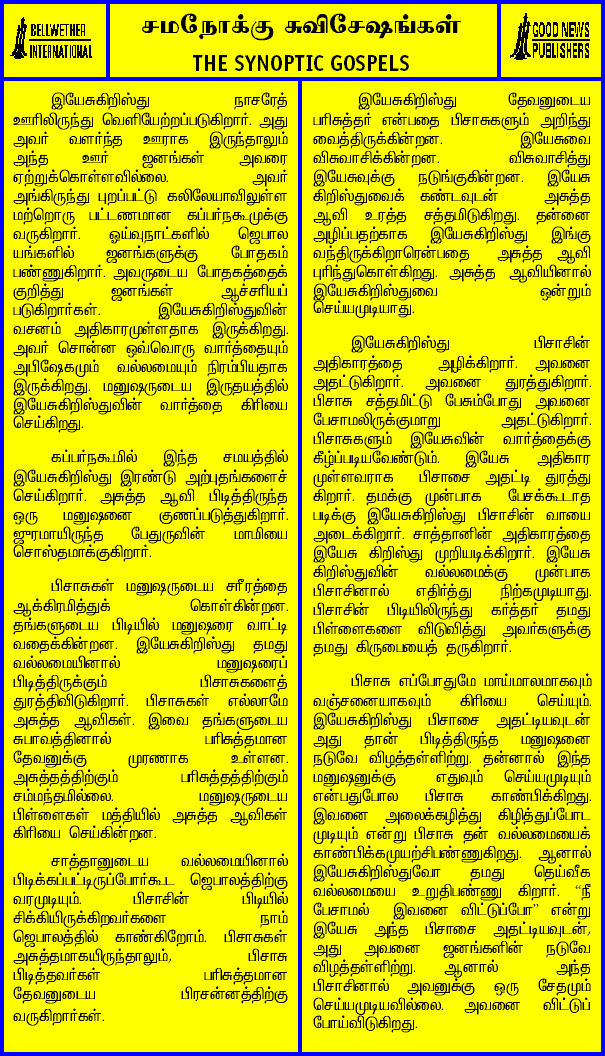 BELLWETHER
INTERNATIONAL
சமநோக்கு சுவிசேஷங்கள்
THE SYNOPTIC GOSPELS
GOOD NEWS
PUBLISHERS
இயேசுகிறிஸ்து நாசரேத்
ஊரிலிருந்து வெளியேற்றப்படுகிறார். அது
அவர் வளர்ந்த ஊராக இருந்தாலும்
அந்த ஊர் ஜனங்கள் அவரை
ஏற்றுக்கொள்ளவில்லை. அவர்
அங்கிருந்து புறப்பட்டு கலிலேயாவிலுள்ள
மற்றொரு பட்டணமான கப்பர்நகூமுக்கு
வருகிறார். ஓய்வுநாட்களில் ஜெபால
யங்களில் ஜனங்களுக்கு போதகம்
பண்ணுகிறார். அவருடைய போதகத்தைக்
குறித்து ஜனங்கள் ஆச்சரியப்
படுகிறார்கள். இயேசுகிறிஸ்துவின்
வசனம் அதிகாரமுள்ளதாக இருக்கிறது.
அவர் சொன்ன ஒவ்வொரு வார்த்தையும்
அபிஷேகமும் வல்லமையும் நிரம்பியதாக
இருக்கிறது. மனுஷருடைய இருதயத்தில்
இயேசுகிறிஸ்துவின் வார்த்தை கிரியை
செய்கிறது.
கப்பர்நகூமில் இந்த சமயத்தில்
இயேசுகிறிஸ்து இரண்டு அற்புதங்களைச்
செய்கிறார். அசுத்த ஆவி பிடித்திருந்த
ஒரு மனுஷனை குணப்படுத்துகிறார்.
ஜுரமாயிருந்த பேதுருவின் மாமியை
சொஸ்தமாக்குகிறார்.
பிசாசுகள் மனுஷருடைய சரீரத்தை
ஆக்கிரமித்துக் கொள்கின்றன.
தங்களுடைய பிடியில் மனுஷரை வாட்டி
வதைக்கின்றன. இயேசுகிறிஸ்து தமது
வல்லமையினால் மனுஷரைப்
பிடித்திருக்கும் பிசாசுகளைத்
துரத்திவிடுகிறார். பிசாசுகள் எல்லாமே
அசுத்த ஆவிகள். இவை தங்களுடைய
சுபாவத்தினால் பரிசுத்தமான
தேவனுக்கு முரணாக உள்ளன.
அசுத்தத்திற்கும் பரிசுத்தத்திற்கும்
சம்மந்தமில்லை. மனுஷருடைய
பிள்ளைகள் மத்தியில் அசுத்த ஆவிகள்
கிரியை செய்கின்றன.
சாத்தானுடைய வல்லமையினால்
பிடிக்கப்பட்டிருப்போர்கூட ஜெபாலத்திற்கு
வரமுடியும். பிசாசின் பிடியில்
சிக்கியிருக்கிறவர்களை நாம்
ஜெபாலத்தில் காண்கிறோம். பிசாசுகள்
அசுத்தமாகயிருந்தாலும், பிசாசு
பிடித்தவர்கள் பரிசுத்தமான
தேவனுடைய பிரசன்னத்திற்கு
வருகிறார்கள்.
இயேசுகிறிஸ்து தேவனுடைய
பரிசுத்தர் என்பதை பிசாசுகளும் அறிந்து
வைத்திருக்கின்றன. இயேசுவை
விசுவாசிக்கின்றன. விசுவாசித்து
இயேசுவுக்கு நடுங்குகின்றன. இயேசு
கிறிஸ்துவைக் கண்டவுடன் அசுத்த
ஆவி உரத்த சத்தமிடுகிறது. தன்னை
அழிப்பதற்காக இயேசுகிறிஸ்து இங்கு
வந்திருக்கிறாரென்பதை அசுத்த ஆவி
புரிந்துகொள்கிறது. அசுத்த ஆவியினால்
இயேசுகிறிஸ்துவை ஒன்றும்
செய்யமுடியாது.
இயேசுகிறிஸ்து பிசாசின்
அதிகாரத்தை அழிக்கிறார். அவனை
அதட்டுகிறார். அவனை துரத்துகிறார்.
பிசாசு சத்தமிட்டு பேசும்போது அவனை
பேசாமலிருக்குமாறு அதட்டுகிறார்.
பிசாசுகளும் இயேசுவின் வார்த்தைக்கு
கீழ்ப்படியவேண்டும். இயேசு அதிகார
முள்ளவராக பிசாசை அதட்டி துரத்து
கிறார். தமக்கு முன்பாக பேசக்கூடாத
படிக்கு இயேசுகிறிஸ்து பிசாசின் வாயை
அடைக்கிறார். சாத்தானின் அதிகாரத்தை
இயேசு கிறிஸ்து முறியடிக்கிறார். இயேசு
கிறிஸ்துவின் வல்லமைக்கு முன்பாக
பிசாசினால் எதிர்த்து நிற்கமுடியாது.
பிசாசின் பிடியிலிருந்து கர்த்தர் தமது
பிள்ளைகளை விடுவித்து அவர்களுக்கு
தமது கிருபையைத் தருகிறார்.
பிசாசு எப்போதுமே மாய்மாலமாகவும்
வஞ்சனையாகவும் கிரியை செய்யும்.
இயேசுகிறிஸ்து பிசாசை அதட்டியவுடன்
அது தான் பிடித்திருந்த மனுஷனை
நடுவே விழத்தள்ளிற்று. தன்னால் இந்த
மனுஷனுக்கு எதுவும் செய்யமுடியும்
என்பதுபோல பிசாசு காண்பிக்கிறது.
இவனை அலைக்கழித்து கிழித்துப்போட
முடியும் என்று பிசாசு தன் வல்லமையைக்
காண்பிக்கமுயற்சிபண்ணுகிறது. ஆனால்
இயேசுகிறிஸ்துவோ தமது தெய்வீக
வல்லமையை உறுதிபண்ணு கிறார். “நீ
பேசாமல் இவனை விட்டுப்போ” என்று
இயேசு அந்த பிசாசை அதட்டியவுடன்,
அது அவனை ஜனங்களின் நடுவே
விழத்தள்ளிற்று. ஆனால் அந்த
பிசாசினால் அவனுக்கு ஒரு சேதமும்
செய்யமுடியவில்லை. அவனை விட்டுப்
போய்விடுகிறது.